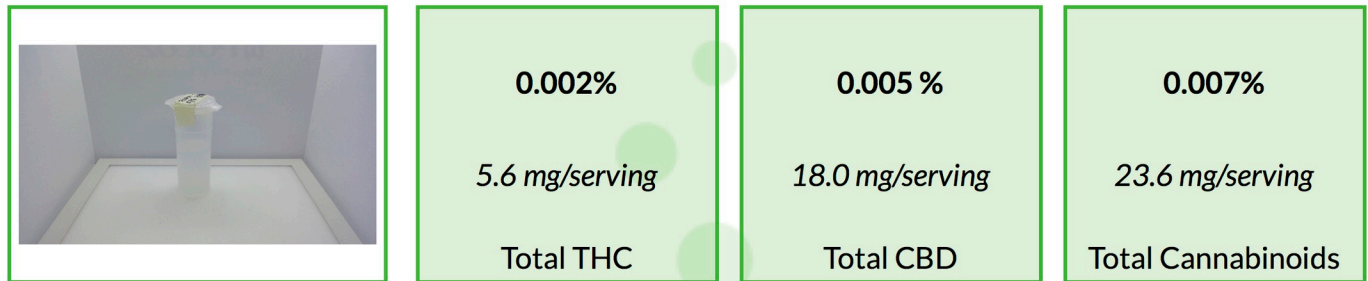 0.002%
5.6 mg/serving
Total THC
0.005 %
18.0 mg/serving
Total CBD
0.007%
23.6 mg/serving
Total Cannabinoids